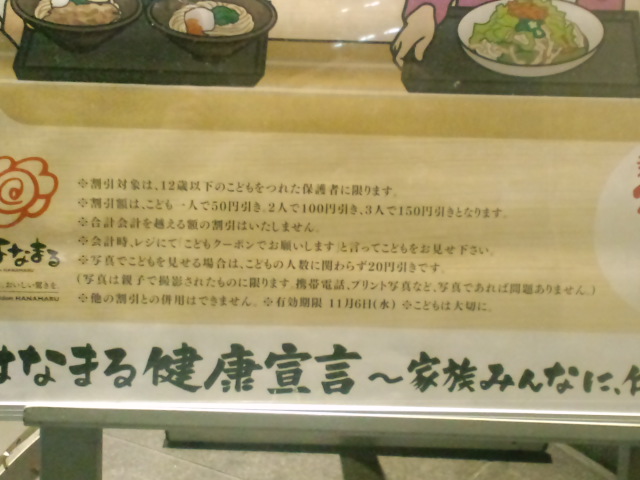 ※割引対象は、12歳以下のこどもをつれた保護者に限ります。
※割引額は、こども一人で50円引き、2人で100円引き、3人で150円引きとなります。
※合計会計を越える額の割引はいたしません。
※会計時、レジにて「こどもクーポンでお願いします」と言ってこどもをお見せ下さい。
※写真でこどもを見せる場合は、こどもの人数に関わらず20円引きです。
(写真は親子で撮影されたものに限ります。携帯電話、プリント写真など、写真であれば問題ありません。)
※他の割引との併用はできません。 ※有効期限 11月6日(水) ※こどもは大切に。
なまる
おいしい驚きを
HANAMARU
はなまる健康宣言〜家族みんなに、